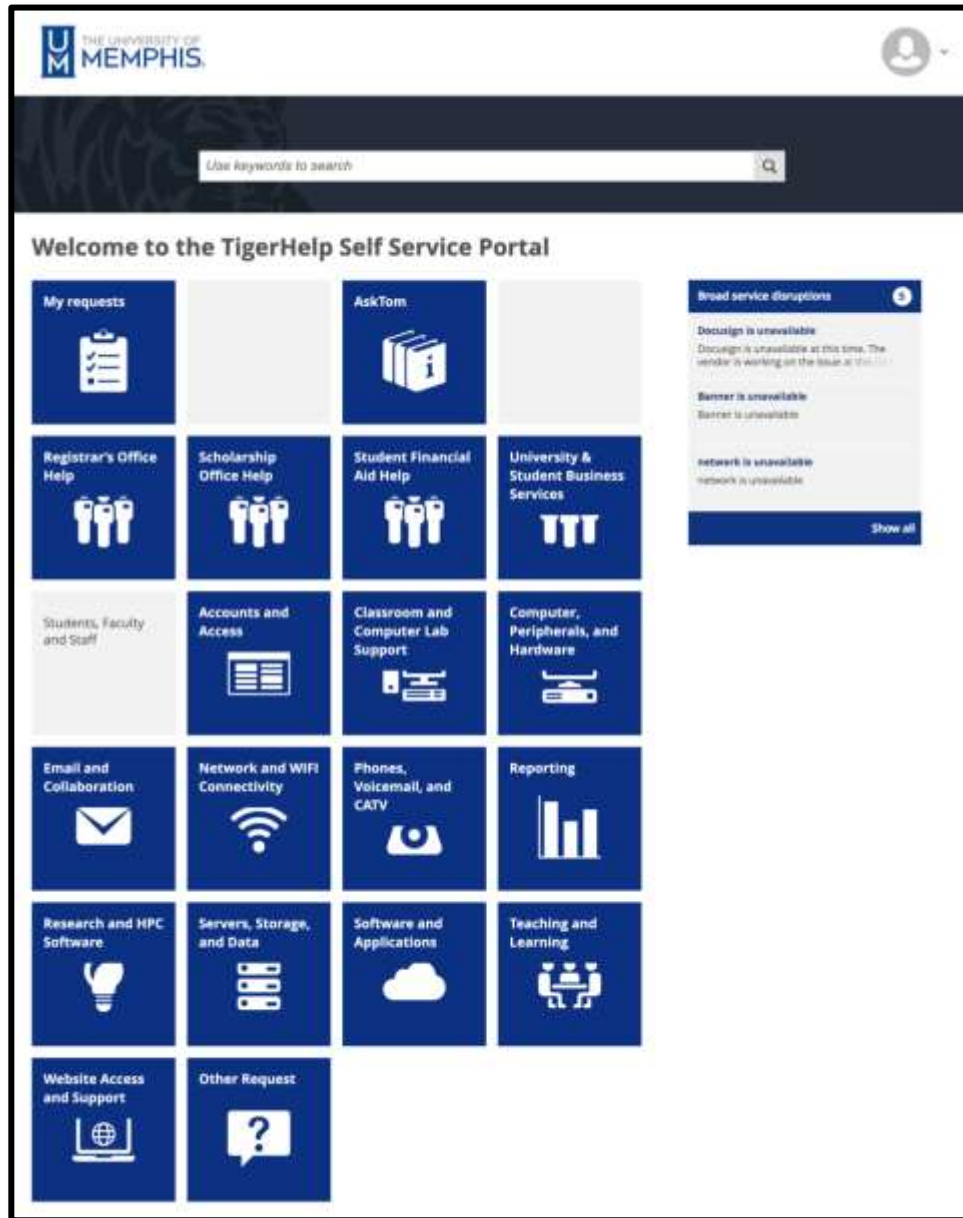 UM
THE UNIVERSITY OF
MEMPHIS.
Use keywords to search
Welcome to the TigerHelp Self Service Portal
My requests
AskTom
Registrar's Office
Help
Scholarship
Office Help
Student Financial
Aid Help
University &
Student Business
Services
Students, Faculty
and Staff
Accounts and
Access
Classroom and
Computer Lab
Support
Computer,
Peripherals, and
Hardware
Email and
Collaboration
Network and WIFI
Connectivity
Phones,
Voicemail, and
CATV
Reporting
Research and HPC
Software
Servers, Storage,
and Data
Software and
Applications
Teaching and
Learning
Website Access
and Support
Other Request
?
Broad service disruptions 5
Docusign is unavailable
Docusign is unavailable at this time. The
vendor is working on the issue at this
Banner is unavailable
Banner is unavailable
network is unavailable
network is unavailable
Show all